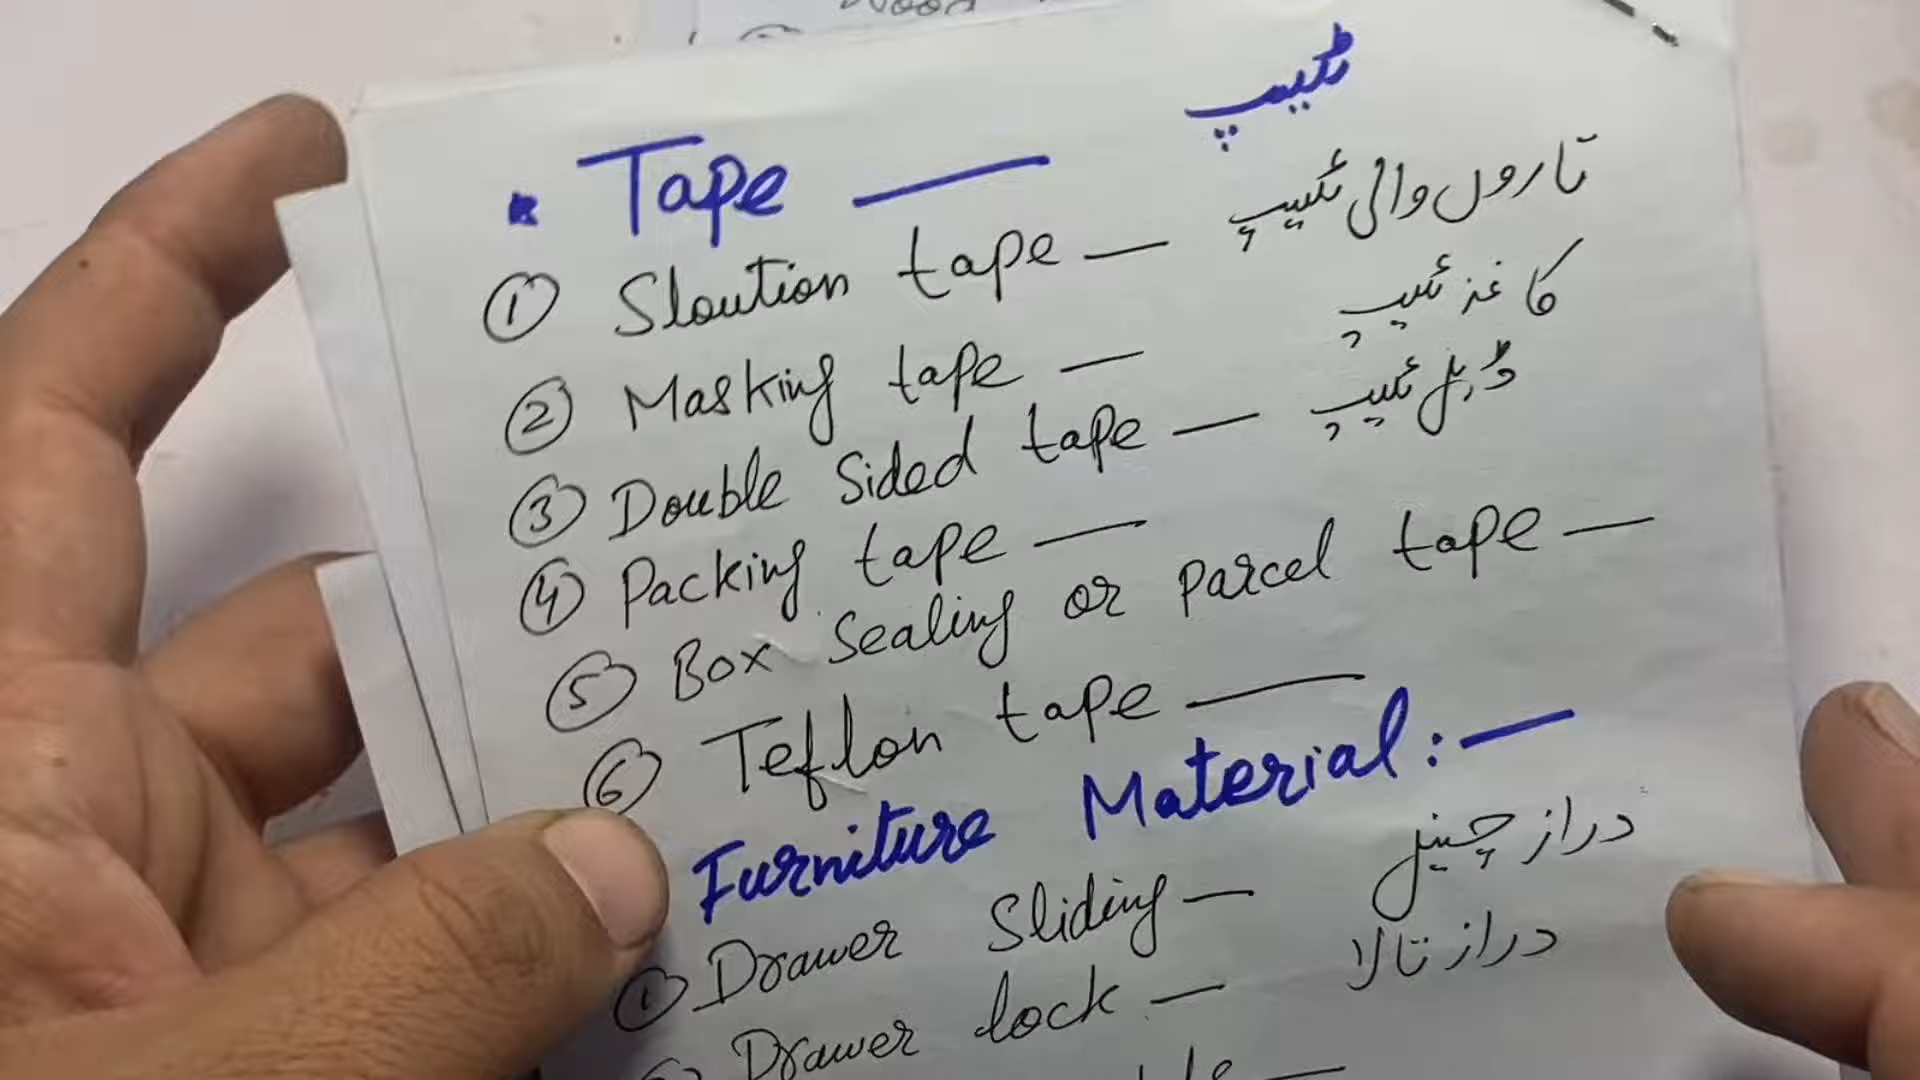 Wood
• Tape — ٹیپ
① Sloution tape — تاروں والی ٹیپ
② Masking tape — کاغذ ٹیپ
③ Double Sided tape — ڈبل ٹیپ
④ Packing tape —
⑤ Box Sealing or Parcel tape —
⑥ Teflon tape —
Furniture Material:—
① Drawer Sliding — دراز چینل
Drawer lock — دراز تالا